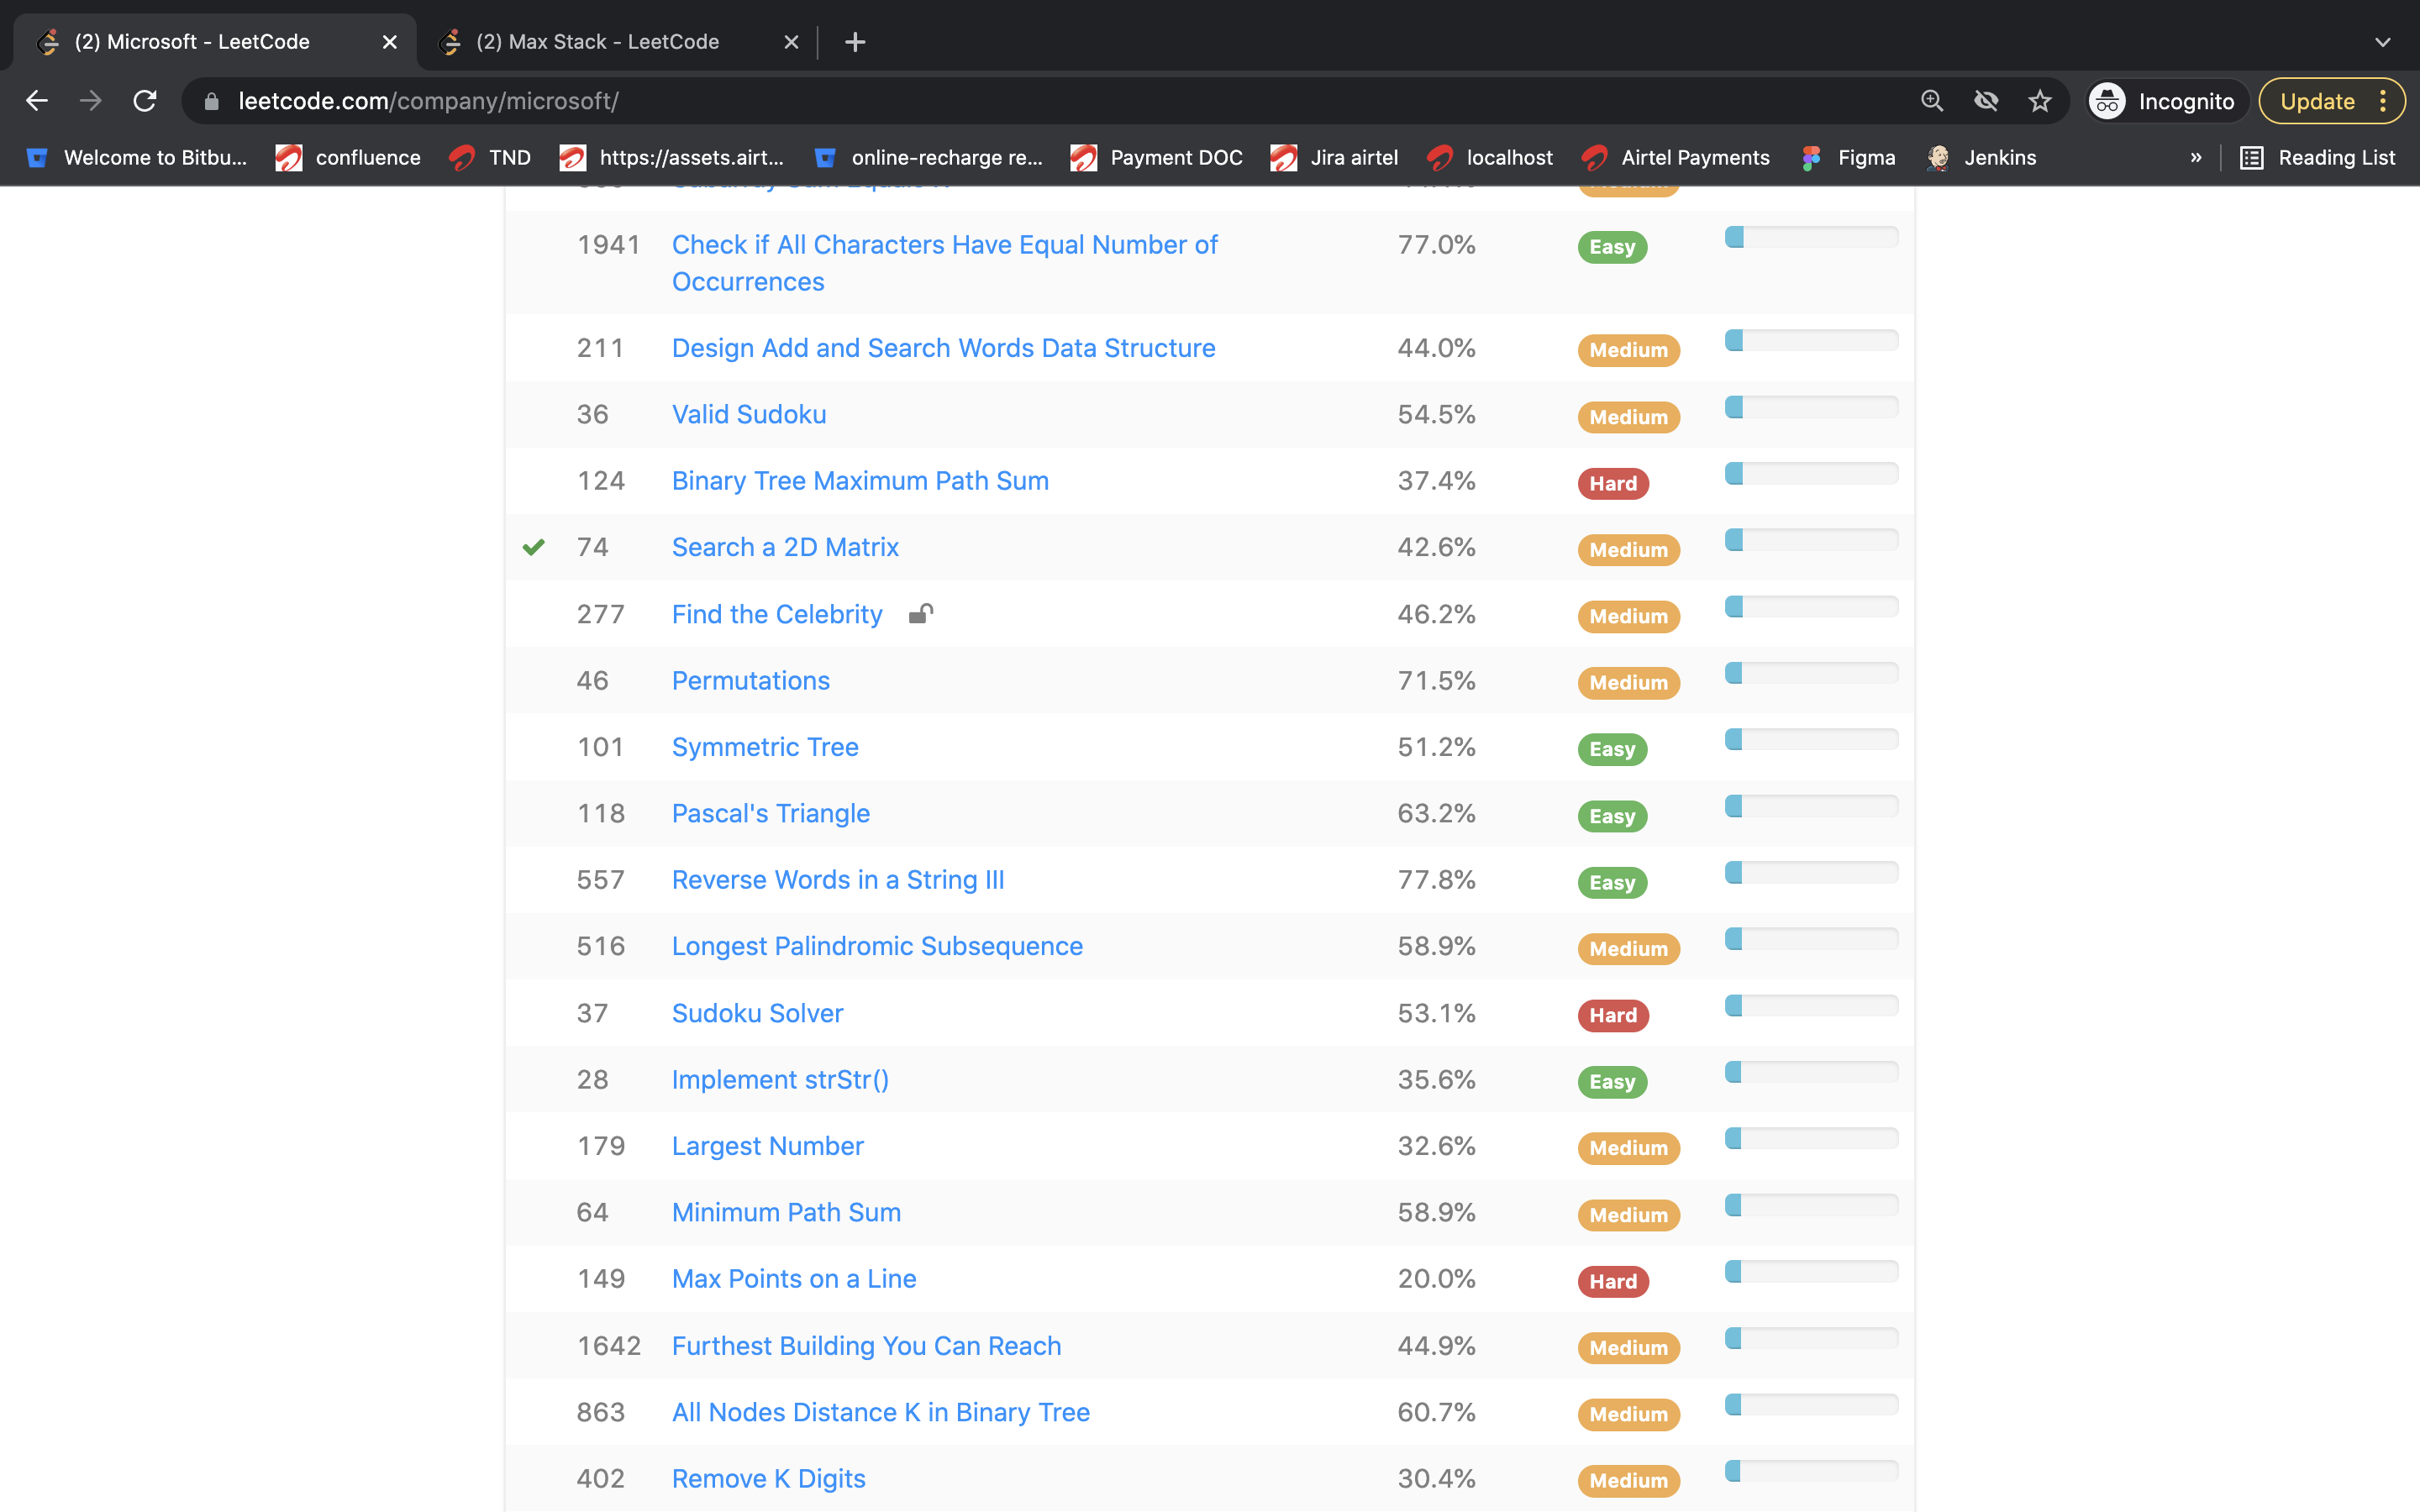 (2) Microsoft - LeetCode
(2) Max Stack - LeetCode
leetcode.com/company/microsoft/
Incognito
Update
Welcome to Bitbu...
confluence
TND
https://assets.airt...
online-recharge re...
Payment DOC
Jira airtel
localhost
Airtel Payments
Figma
Jenkins
»
Reading List
1941 Check if All Characters Have Equal Number of 77.0% Easy
Occurrences
211 Design Add and Search Words Data Structure 44.0% Medium
36 Valid Sudoku 54.5% Medium
124 Binary Tree Maximum Path Sum 37.4% Hard
74 Search a 2D Matrix 42.6% Medium
277 Find the Celebrity 46.2% Medium
46 Permutations 71.5% Medium
101 Symmetric Tree 51.2% Easy
118 Pascal's Triangle 63.2% Easy
557 Reverse Words in a String III 77.8% Easy
516 Longest Palindromic Subsequence 58.9% Medium
37 Sudoku Solver 53.1% Hard
28 Implement strStr() 35.6% Easy
179 Largest Number 32.6% Medium
64 Minimum Path Sum 58.9% Medium
149 Max Points on a Line 20.0% Hard
1642 Furthest Building You Can Reach 44.9% Medium
863 All Nodes Distance K in Binary Tree 60.7% Medium
402 Remove K Digits 30.4% Medium